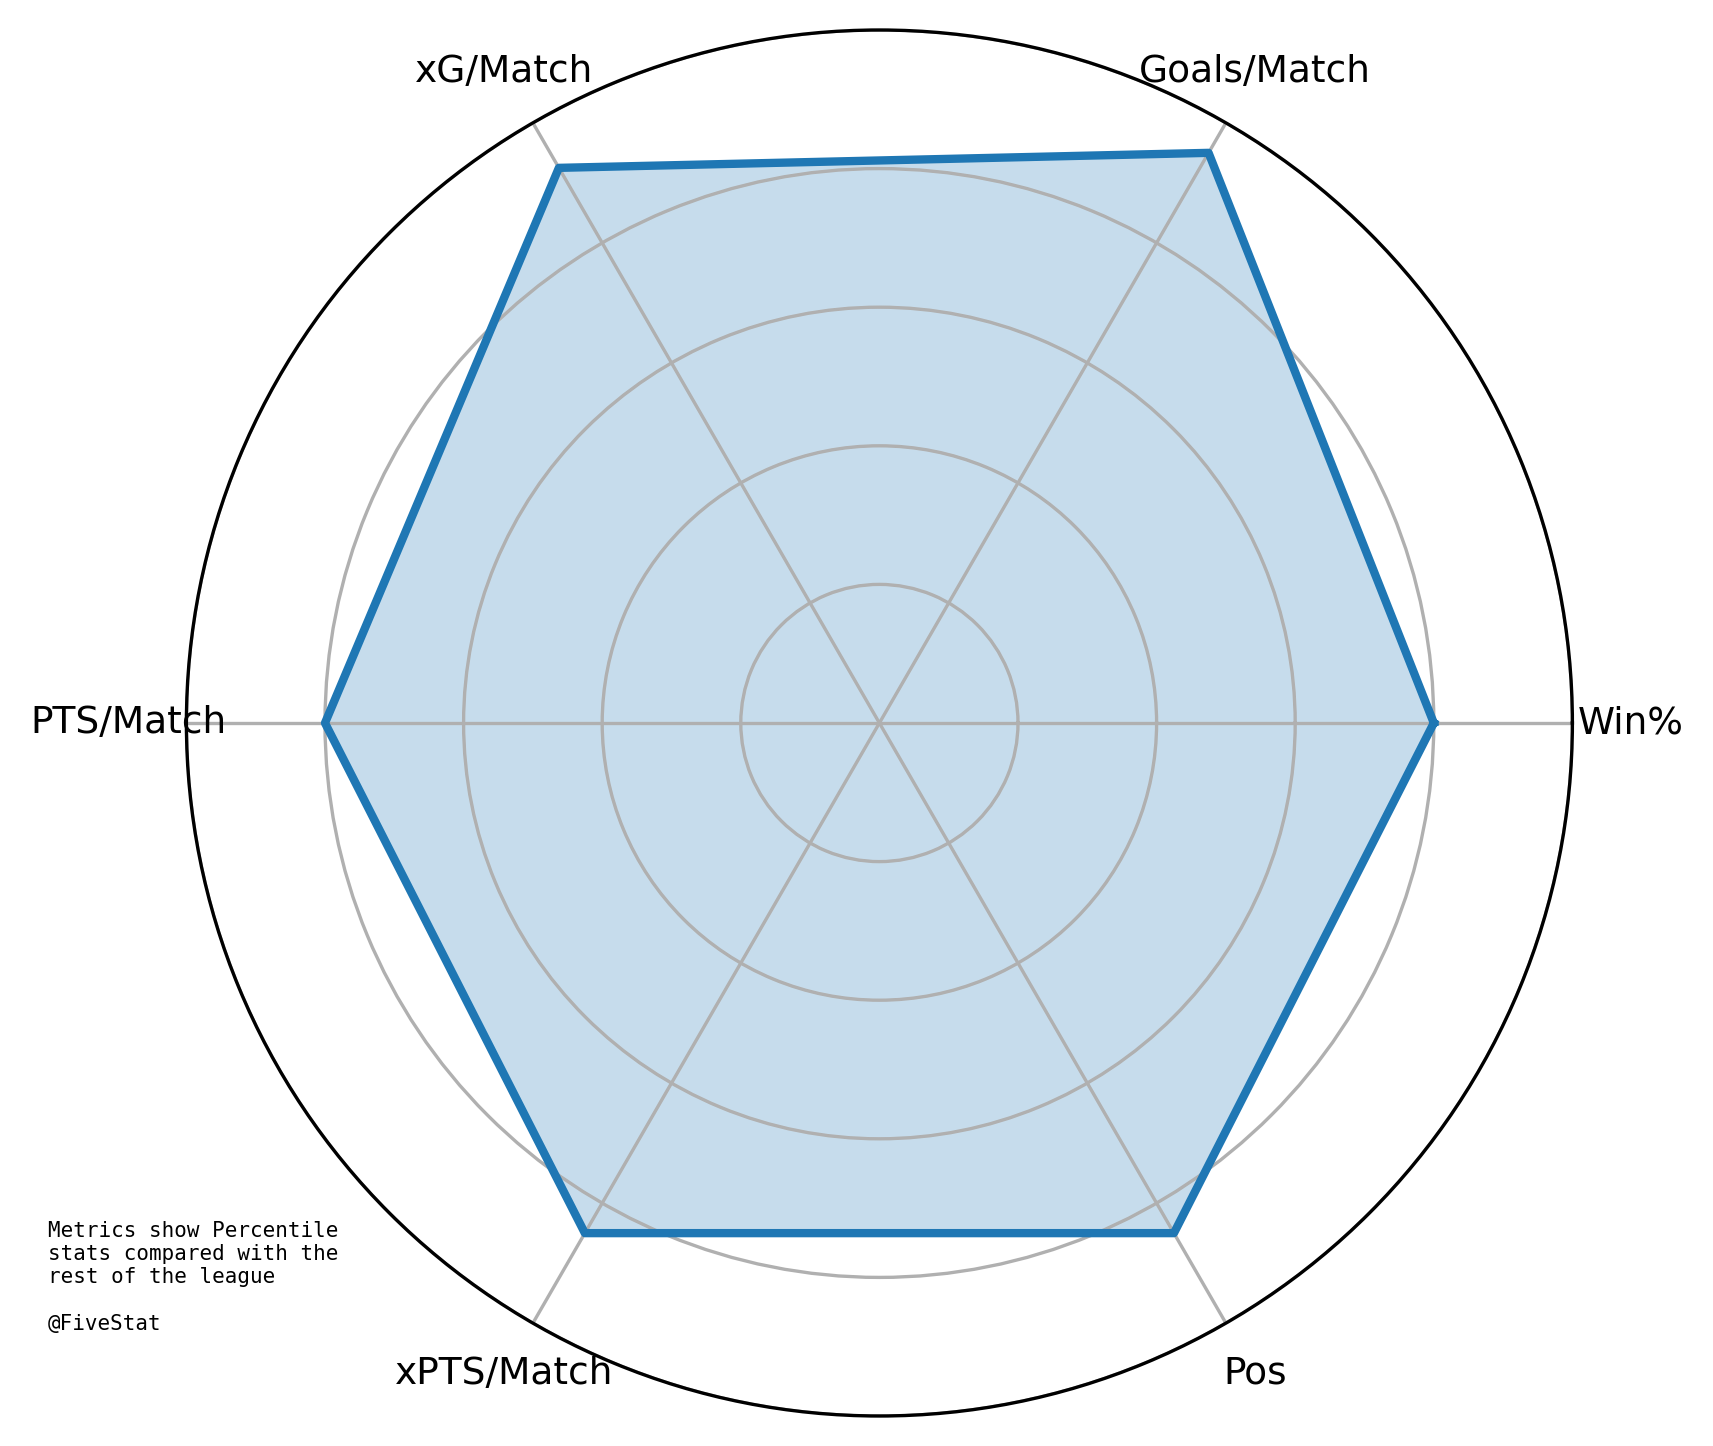 xG/Match
Goals/Match
PTS/Match
Win%
Metrics show Percentile
stats compared with the
rest of the league
@FiveStat
xPTS/Match
Pos